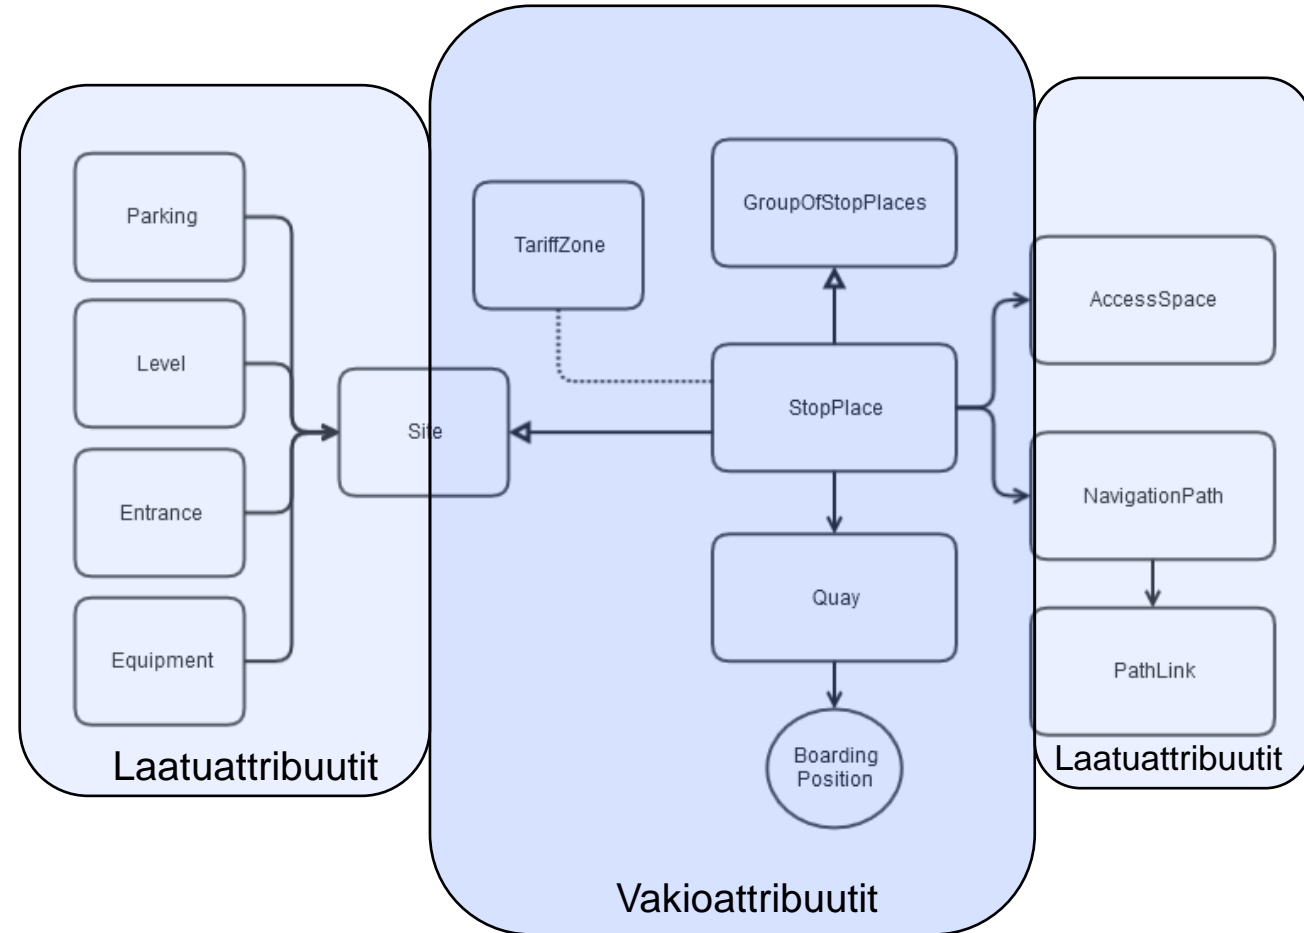 Parking
Level
Entrance
Equipment
Laatuattribuutit
Site
TariffZone
GroupOfStopPlaces
StopPlace
Quay
Boarding
Position
Vakioattribuutit
AccessSpace
NavigationPath
PathLink
Laatuattribuutit